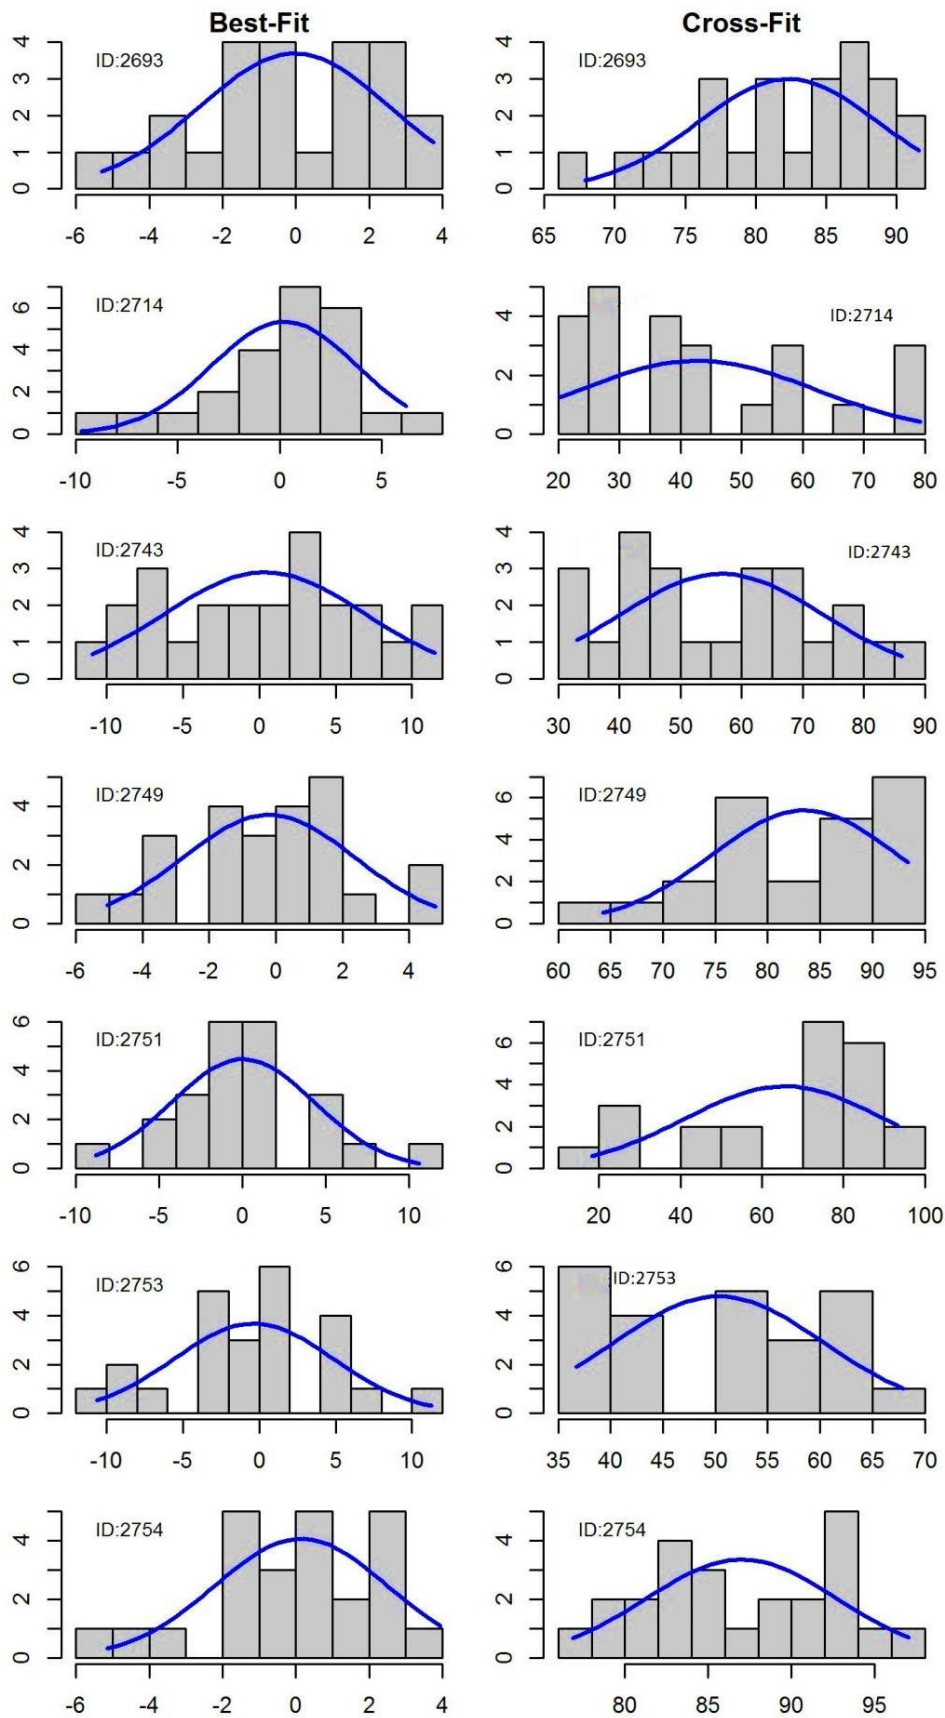 Best-Fit Cross-Fit
ID:2693 ID:2693
4 3 2 1 0
4 3 2 1 0
-6 -4 -2 0 2 4
65 70 75 80 85 90
ID:2714 ID:2714
6 4 2 0
4 2 0
-10 -5 0 5
20 30 40 50 60 70 80
ID:2743 ID:2743
4 3 2 1 0
4 3 2 1 0
-10 -5 0 5 10
30 40 50 60 70 80 90
ID:2749 ID:2749
4 2 0
6 4 2 0
-6 -4 -2 0 2 4
60 65 70 75 80 85 90 95
ID:2751 ID:2751
6 4 2 0
6 4 2 0
-10 -5 0 5 10
20 40 60 80 100
ID:2753 ID:2753
6 4 2 0
6 4 2 0
-10 -5 0 5 10
35 40 45 50 55 60 65 70
ID:2754 ID:2754
4 2 0
4 2 0
-6 -4 -2 0 2 4
80 85 90 95